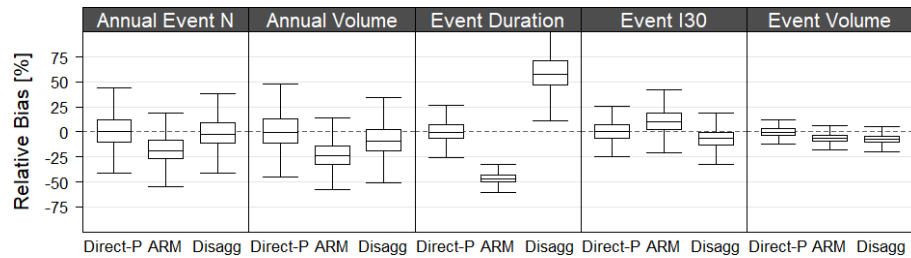 Annual Event N Annual Volume Event Duration Event I30 Event Volume
Relative Bias [%]
75
50
25
0
-25
-50
-75
Direct-P ARM Disagg Direct-P ARM Disagg Direct-P ARM Disagg Direct-P ARM Disagg Direct-P ARM Disagg